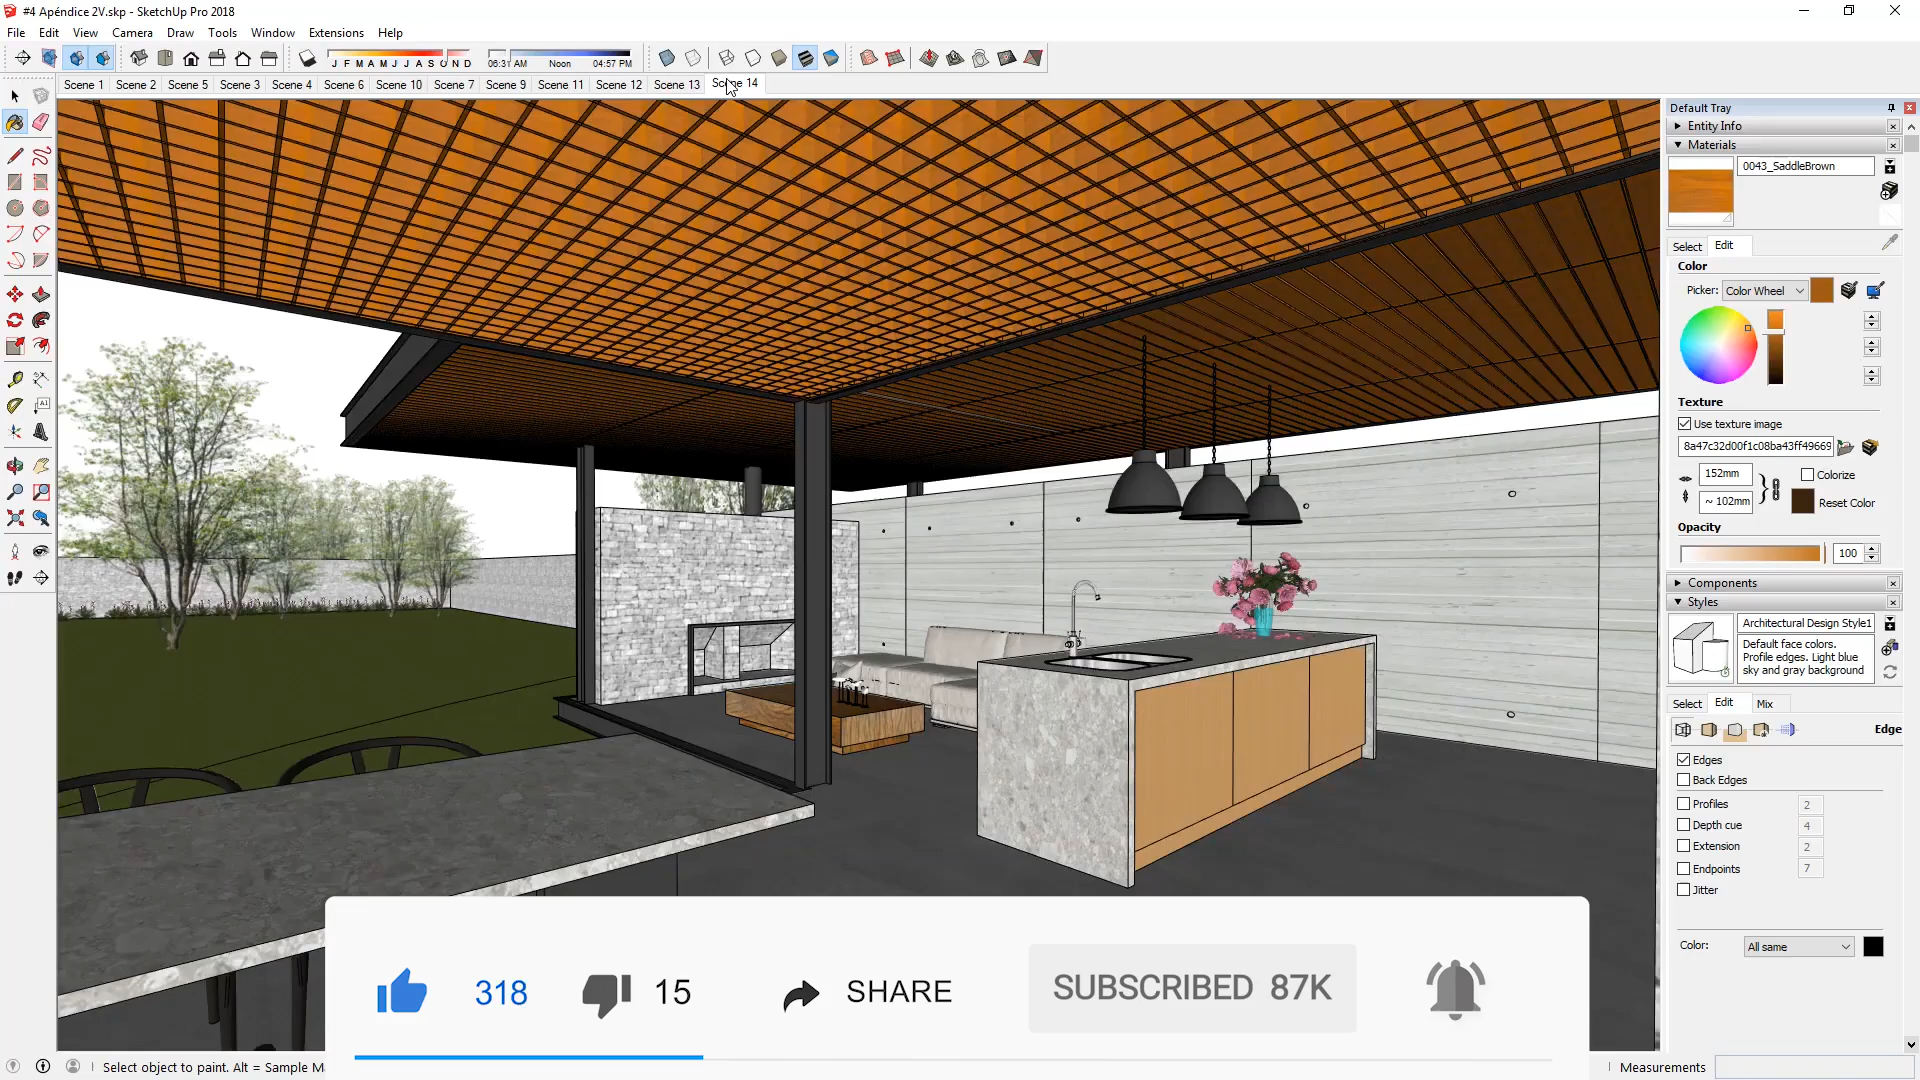 #4 Apéndice 2V.skp - SketchUp Pro 2018
File Edit View Camera Draw Tools Window Extensions Help
J F M A M J J A S O N D 06:31 AM Noon 04:57 PM
Scene 1 Scene 2 Scene 5 Scene 3 Scene 4 Scene 6 Scene 10 Scene 7 Scene 9 Scene 11 Scene 12 Scene 13 Scene 14
Default Tray
Entity Info
Materials
0043_SaddleBrown
Select Edit
Color
Picker: Color Wheel
Texture
Use texture image
8a47c32d00f1c08ba43ff49669
152mm
Colorize
~ 102mm
Reset Color
Opacity
100
Components
Styles
Architectural Design Style1
Default face colors.
Profile edges. Light blue
sky and gray background
Select Edit Mix
Edge
Edges
Back Edges
Profiles 2
Depth cue 4
Extension 2
Endpoints 7
Jitter
Color: All same
318 15 SHARE SUBSCRIBED 87K
Select object to paint. Alt = Sample M
Measurements